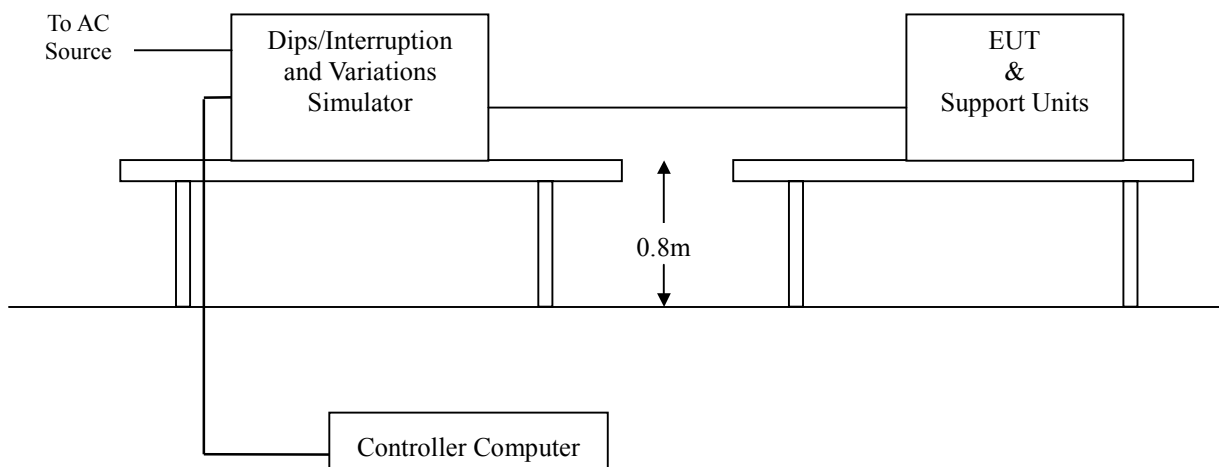 To AC
Source
Dips/Interruption
and Variations
Simulator
EUT
&
Support Units
0.8m
Controller Computer